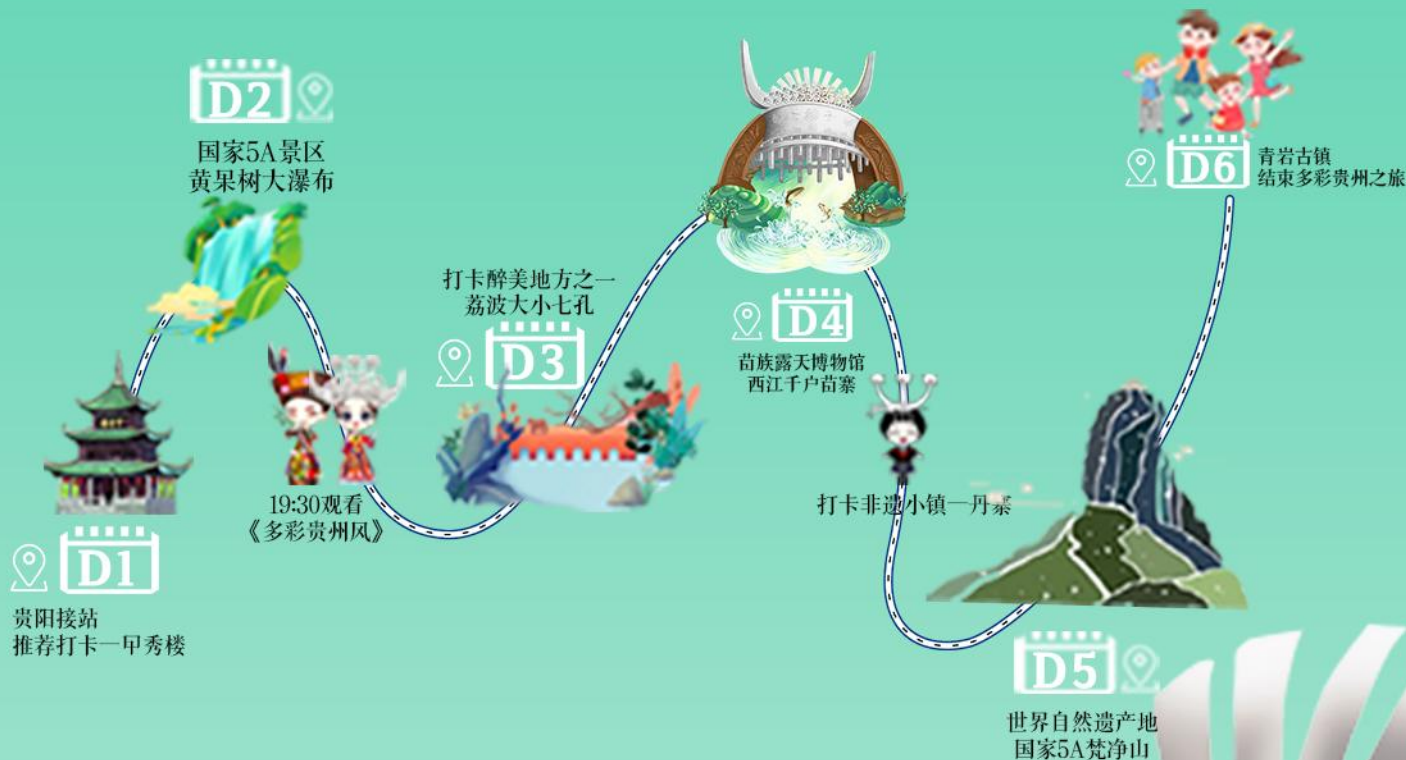 D1
贵阳接站
推荐打卡—甲秀楼
D2
国家5A景区
黄果树大瀑布
19:30观看
《多彩贵州风》
打卡醉美地方之一
荔波大小七孔
D3
D4
苗族露天博物馆
西江千户苗寨
打卡非遗小镇—丹寨
D5
世界自然遗产地
国家5A梵净山
D6
青岩古镇
结束多彩贵州之旅